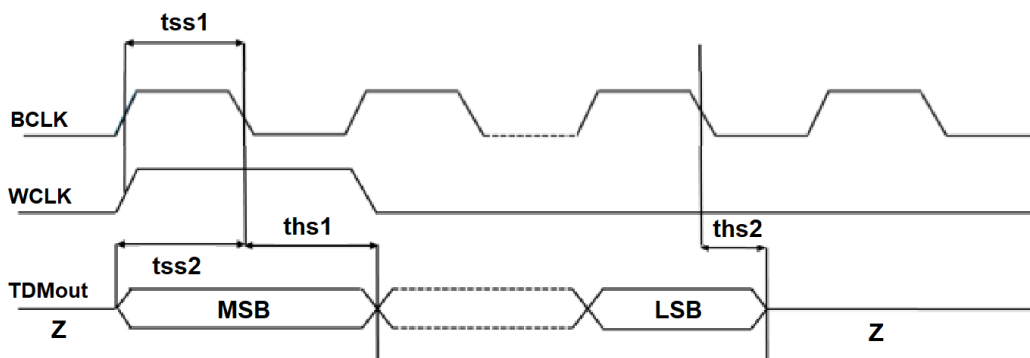 tss1
BCLK
WCLK
ths1
ths2
tss2
TDMout
MSB
LSB
Z
Z